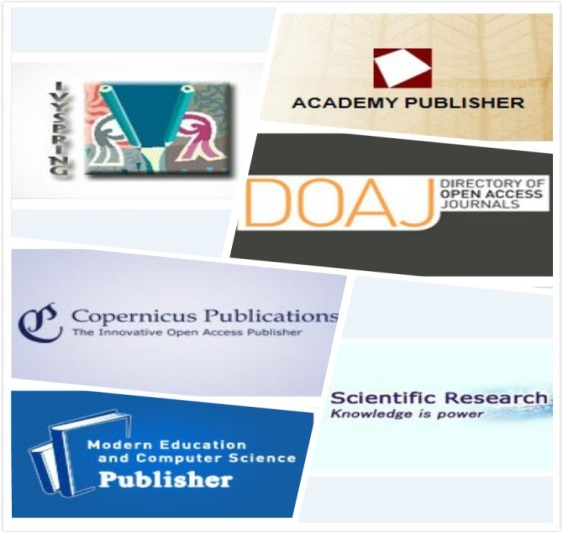 IVYSPRING
ACADEMY PUBLISHER
DOAJ
DIRECTORY OF
OPEN ACCESS
JOURNALS
Copernicus Publications
The Innovative Open Access Publisher
Scientific Research
Knowledge is power
Modern Education
and Computer Science
Publisher